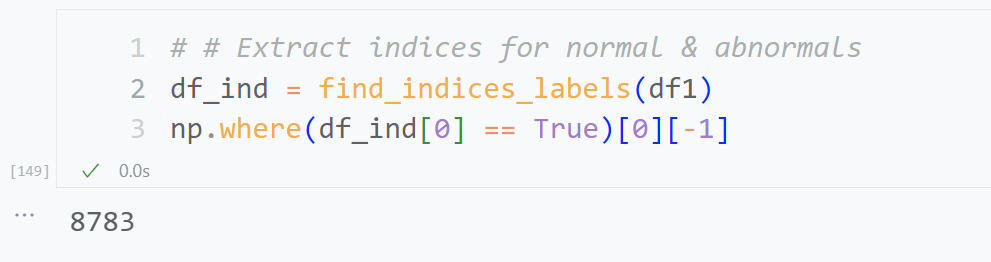 1 # # Extract indices for normal & abnormals
2 df_ind = find_indices_labels(df1)
3 np.where(df_ind[0] == True)[0][-1]
[149] ✓ 0.0s
... 8783